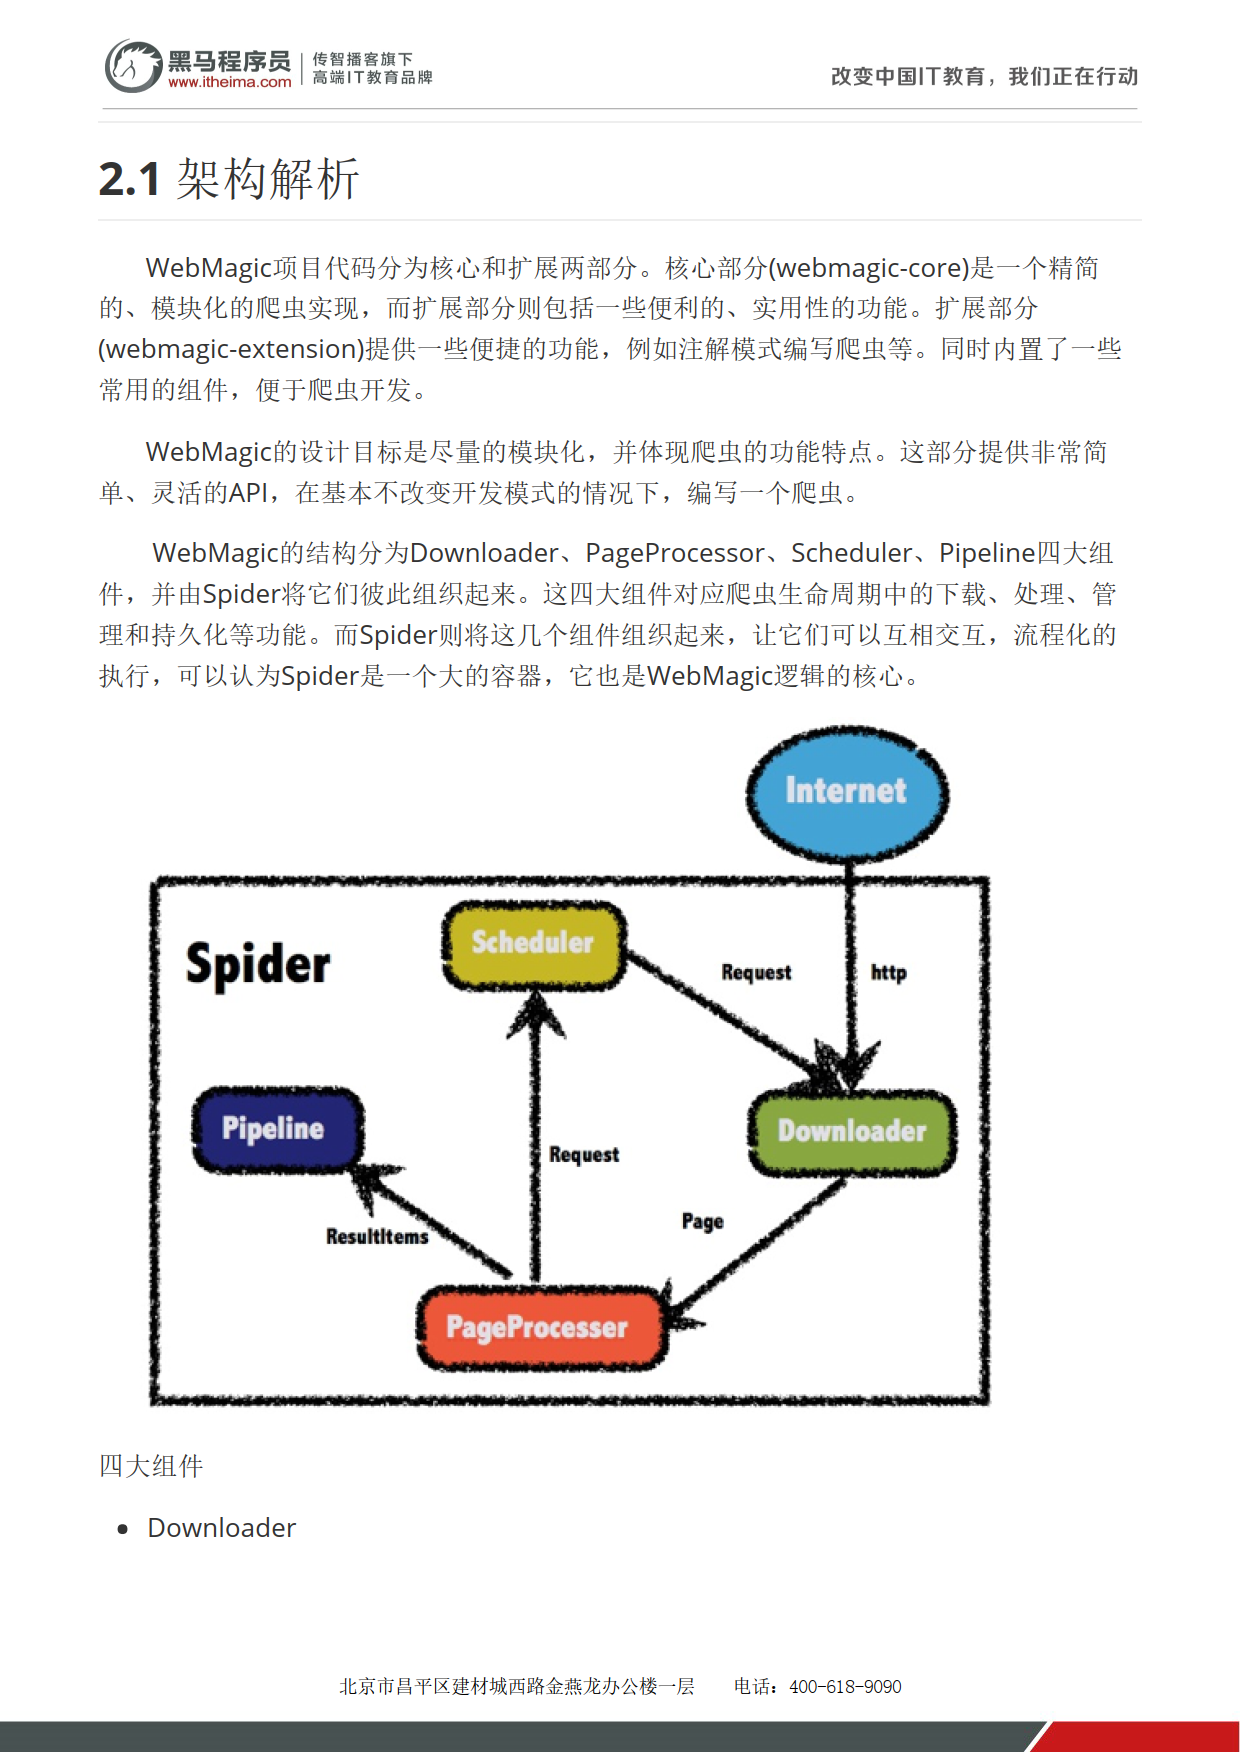 黑马程序员
www.itheima.com
传智播客旗下
高端IT教育品牌
改变中国IT教育，我们正在行动
2.1 架构解析
WebMagic项目代码分为核心和扩展两部分。核心部分(webmagic-core)是一个精简
的、模块化的爬虫实现，而扩展部分则包括一些便利的、实用性的功能。扩展部分
(webmagic-extension)提供一些便捷的功能，例如注解模式编写爬虫等。同时内置了一些
常用的组件，便于爬虫开发。
WebMagic的设计目标是尽量的模块化，并体现爬虫的功能特点。这部分提供非常简
单、灵活的API，在基本不改变开发模式的情况下，编写一个爬虫。
WebMagic的结构分为Downloader、PageProcessor、Scheduler、Pipeline四大组
件，并由Spider将它们彼此组织起来。这四大组件对应爬虫生命周期中的下载、处理、管
理和持久化等功能。而Spider则将这几个组件组织起来，让它们可以互相交互，流程化的
执行，可以认为Spider是一个大的容器，它也是WebMagic逻辑的核心。
Internet
Spider
Scheduler
Request
http
Pipeline
Downloader
Request
Page
ResultItems
PageProcesser
四大组件
• Downloader
北京市昌平区建材城西路金燕龙办公楼一层 电话：400-618-9090